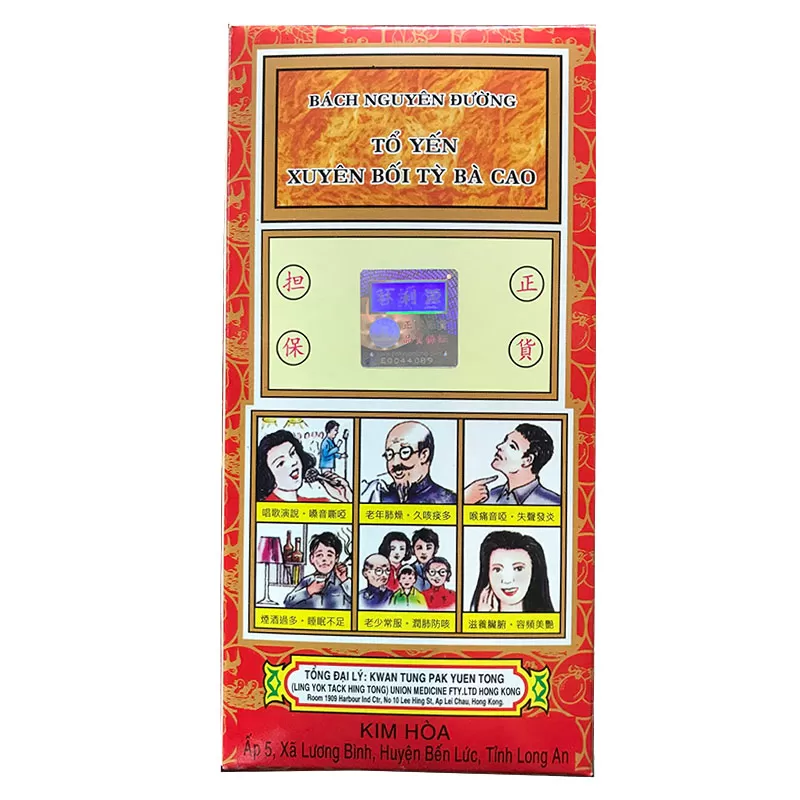 BÁCH NGUYÊN ĐƯỜNG
TỔ YẾN
XUYÊN BỐI TỲ BÀ CAO
担 正
保 貨
E0044089
唱歌演說·嗓音嘶啞
老年肺燥·久咳痰多
喉痛音啞·失聲發炎
煙酒過多·睡眠不足
老少常服·潤肺防咳
滋養臟腑·容顏美艷
TỔNG ĐẠI LÝ: KWAN TUNG PAK YUEN TONG
(LING YOK TACK HING TONG) UNION MEDICINE FTY.LTD HONG KONG
Room 1909 Harbour Ind Ctr, No 10 Lee Hing St, Ap Lei Chau, Hong Kong.
KIM HÒA
Ấp 5, Xã Lương Bình, Huyện Bến Lức, Tỉnh Long An